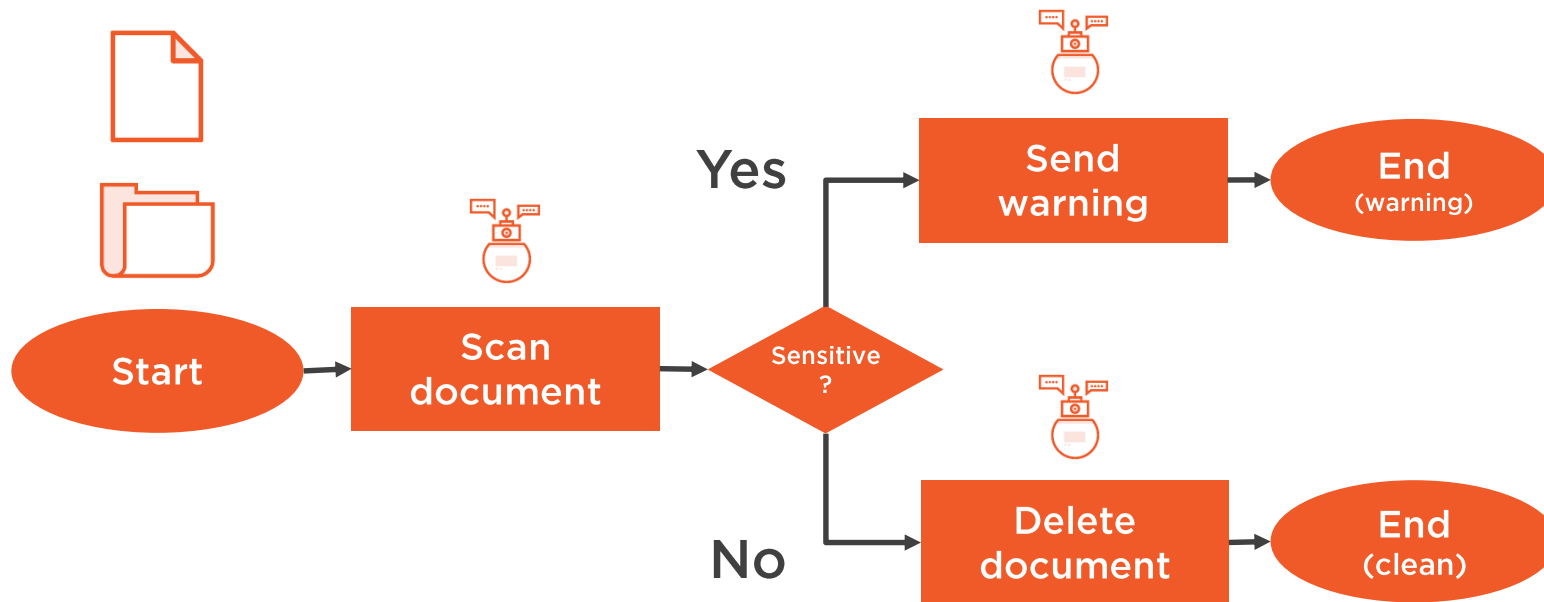 Start
Scan
document
Sensitive
?
Yes
Send
warning
End
(warning)
No
Delete
document
End
(clean)